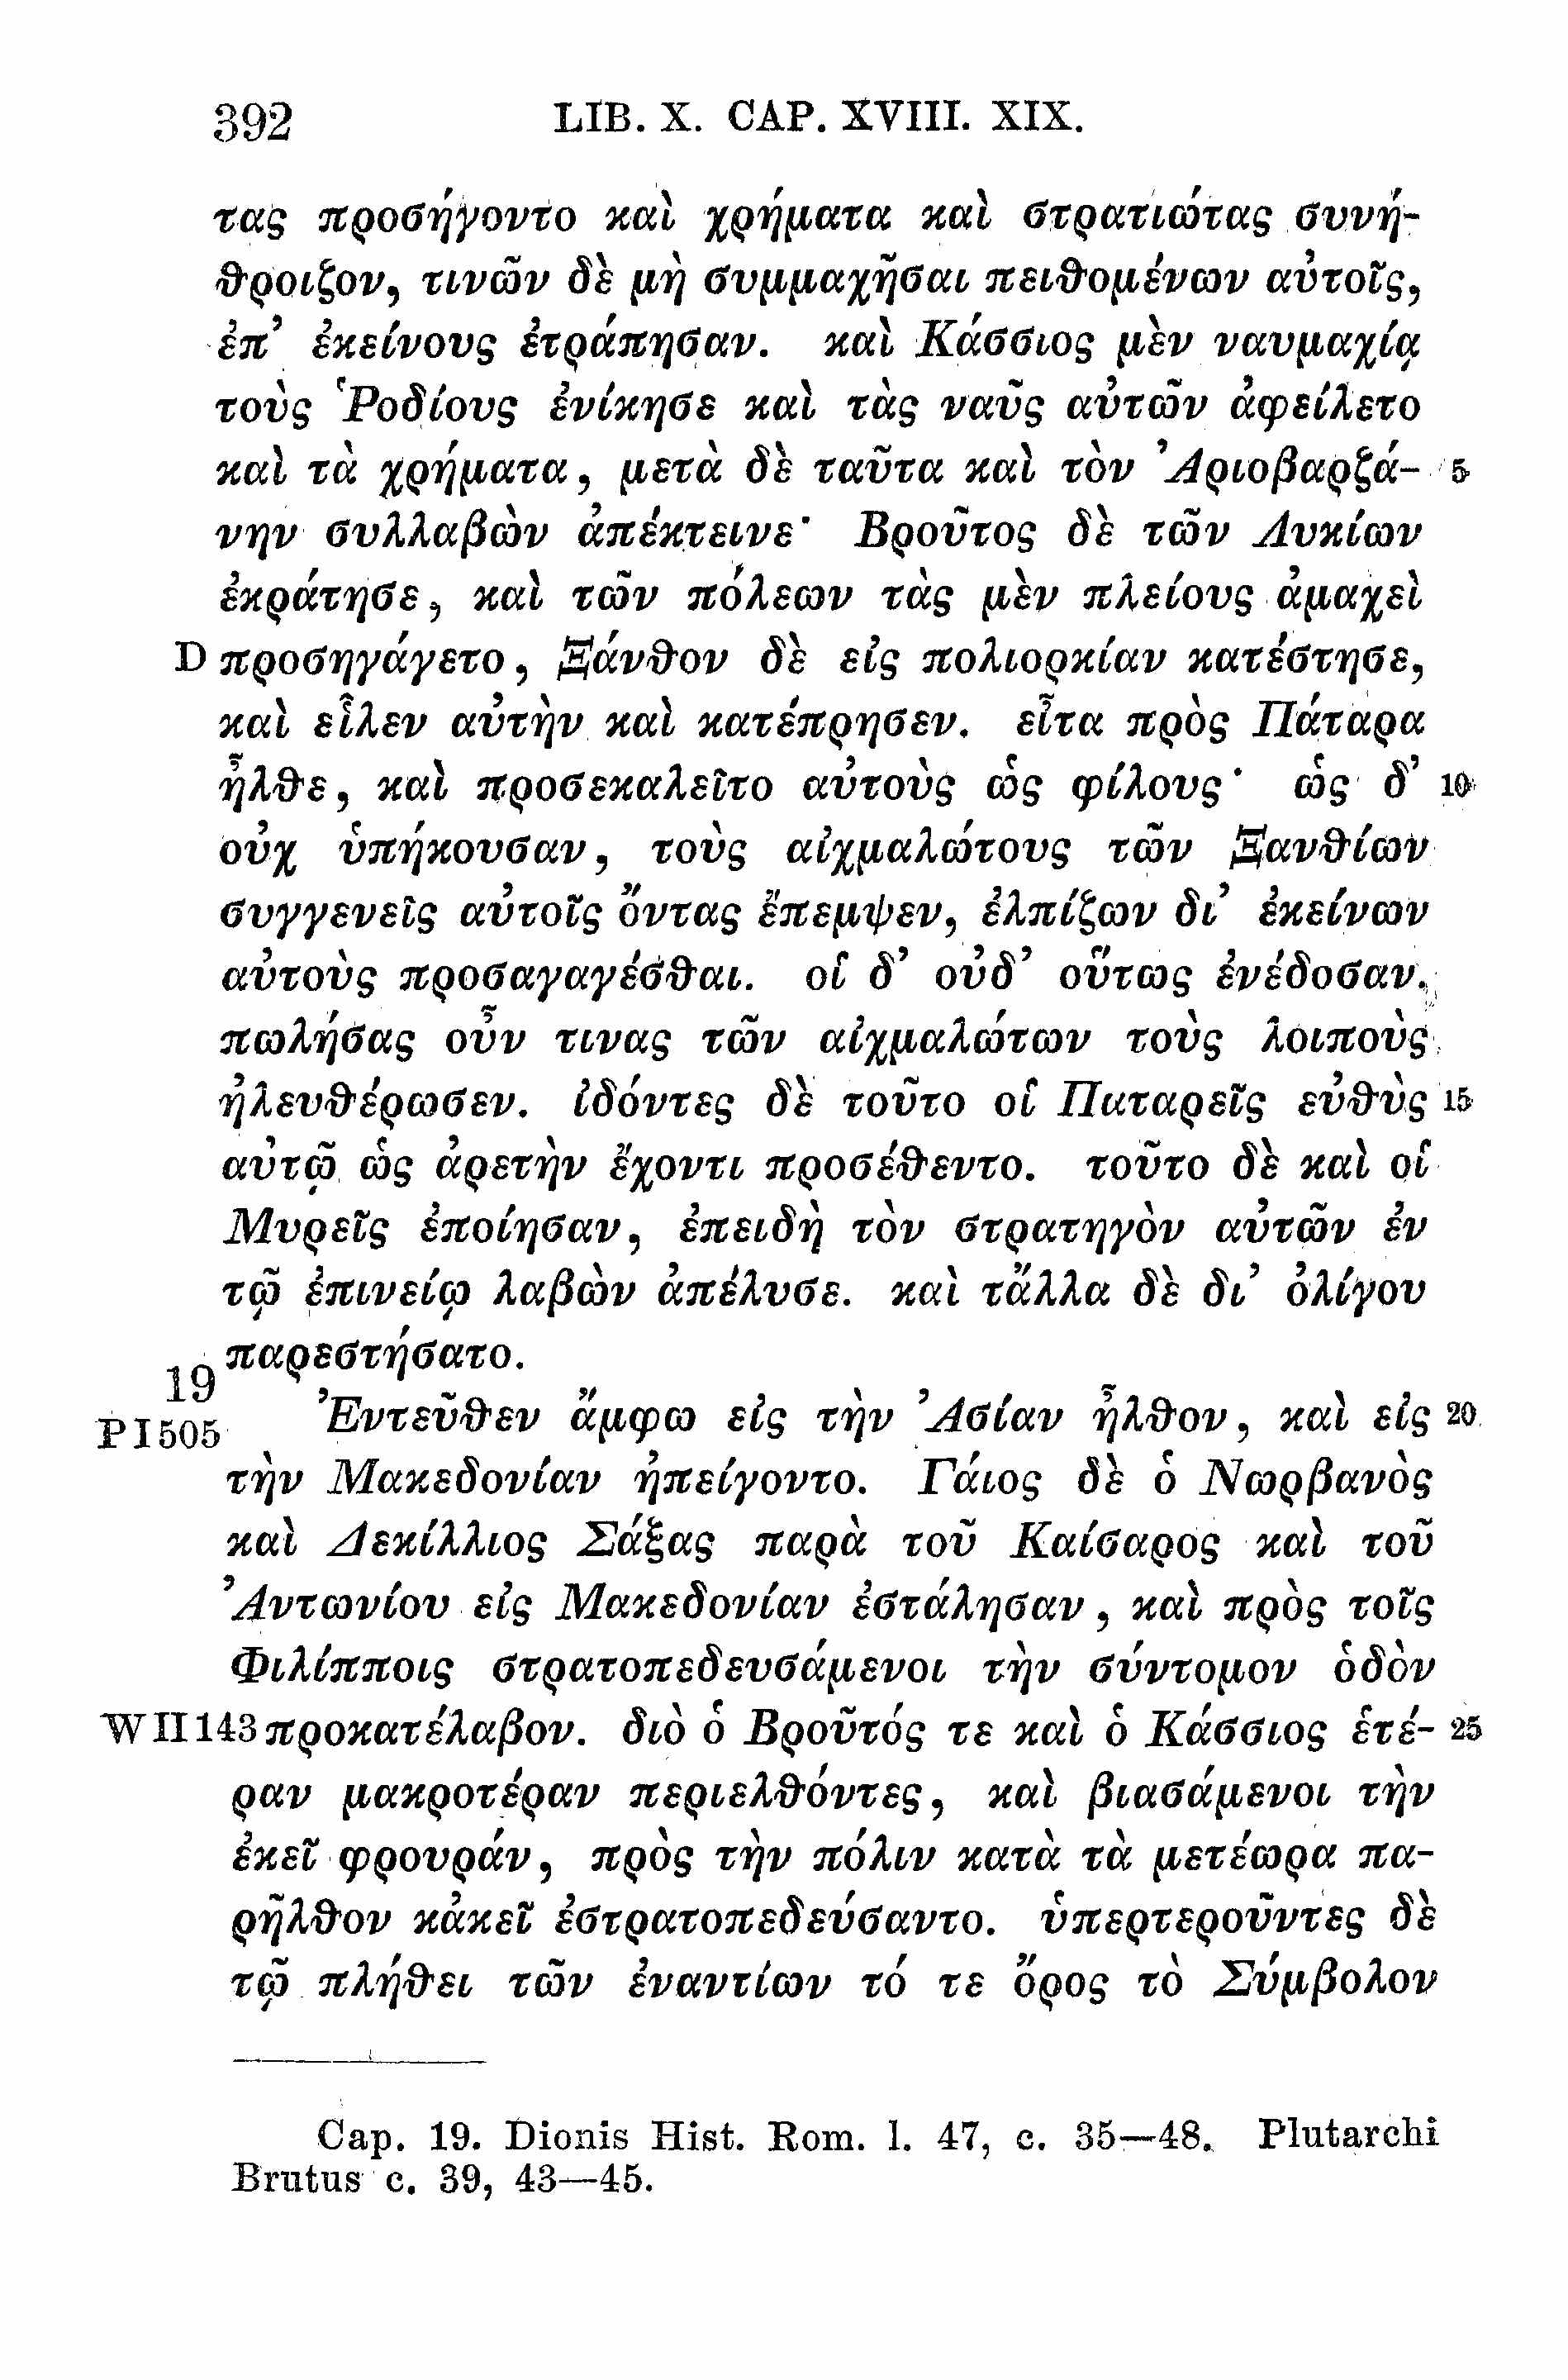 392 LIB. X. CAP. XVIII. XIX.
τας προσήγοντο καὶ χρήματα καὶ στρατιώτας συνή-
θροιζον, τινῶν δὲ μὴ συμμαχῆσαι πειθομένων αὐτοῖς,
ἐπ’ ἐκείνους ἐτράπησαν. καὶ Κάσσιος μὲν ναυμαχίᾳ
τοὺς Ῥοδίους ἐνίκησε καὶ τὰς ναῦς αὐτῶν ἀφείλετο
καὶ τὰ χρήματα, μετὰ δὲ ταῦτα καὶ τὸν Ἀριοβαρζά- 5
νην συλλαβὼν ἀπέκτεινε· Βροῦτος δὲ τῶν Λυκίων
ἐκράτησε, καὶ τῶν πόλεων τὰς μὲν πλείους ἀμαχεὶ
D προσηγάγετο, Ξάνθον δὲ εἰς πολιορκίαν κατέστησε,
καὶ εἷλεν αὐτὴν καὶ κατέπρησεν. εἶτα πρὸς Πάταρα
ἦλθε, καὶ προσεκαλεῖτο αὐτοὺς ὡς φίλους· ὡς δ’ 10
οὐχ ὑπήκουσαν, τοὺς αἰχμαλώτους τῶν Ξανθίων
συγγενεῖς αὐτοῖς ὄντας ἔπεμψεν, ἐλπίζων δι’ ἐκείνων
αὐτοὺς προσαγαγέσθαι. οἱ δ’ οὐδ’ οὕτως ἐνέδοσαν.
πωλήσας οὖν τινας τῶν αἰχμαλώτων τοὺς λοιποὺς
ἠλευθέρωσεν. ἰδόντες δὲ τοῦτο οἱ Παταρεῖς εὐθὺς 15
αὐτῷ ὡς ἀρετὴν ἔχοντι προσέθεντο. τοῦτο δὲ καὶ οἱ
Μυρεῖς ἐποίησαν, ἐπειδὴ τὸν στρατηγὸν αὐτῶν ἐν
τῷ ἐπινείῳ λαβὼν ἀπέλυσε. καὶ τἄλλα δὲ δι’ ὀλίγου
παρεστήσατο.
19
PI505 Ἐντεῦθεν ἄμφω εἰς τὴν Ἀσίαν ἦλθον, καὶ εἰς 20
τὴν Μακεδονίαν ἠπείγοντο. Γάιος δὲ ὁ Νωρβανὸς
καὶ Δεκίλλιος Σάξας παρὰ τοῦ Καίσαρος καὶ τοῦ
Ἀντωνίου εἰς Μακεδονίαν ἐστάλησαν, καὶ πρὸς τοῖς
Φιλίπποις στρατοπεδευσάμενοι τὴν σύντομον ὁδὸν
WII143 προκατέλαβον. διὸ ὁ Βροῦτός τε καὶ ὁ Κάσσιος ἑτέ- 25
ραν μακροτέραν περιελθόντες, καὶ βιασάμενοι τὴν
ἐκεῖ φρουράν, πρὸς τὴν πόλιν κατὰ τὰ μετέωρα πα-
ρῆλθον κἀκεῖ ἐστρατοπεδεύσαντο. ὑπερτεροῦντες δὲ
τῷ πλήθει τῶν ἐναντίων τό τε ὄρος τὸ Σύμβολον
Cap. 19. Dionis Hist. Rom. l. 47, c. 35—48. Plutarchi
Brutus c. 39, 43—45.